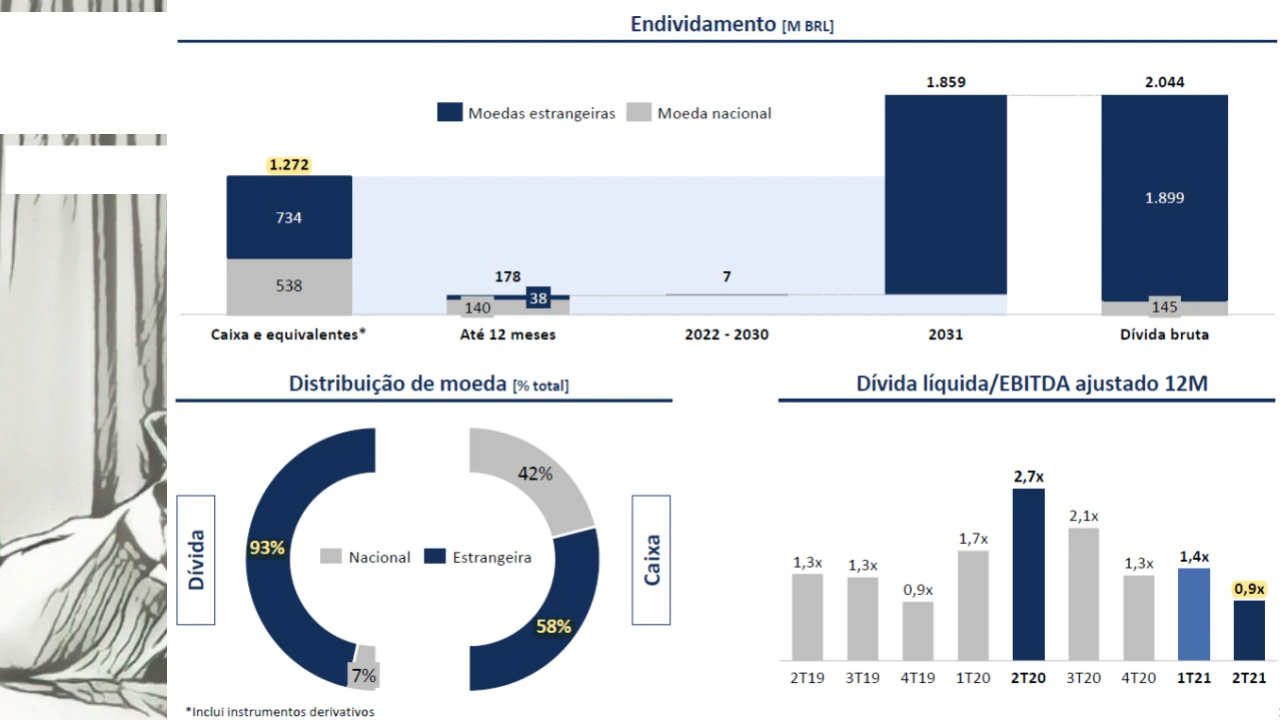 Endividamento [M BRL]
Moedas estrangeiras Moeda nacional
1.272
734
538
178
140
38
7
1.859
2.044
1.899
145
Caixa e equivalentes* Até 12 meses 2022 - 2030 2031 Dívida bruta
Distribuição de moeda [% total]
Dívida
93%
7%
Nacional Estrangeira
42%
58%
Caixa
*Inclui instrumentos derivativos
Dívida líquida/EBITDA ajustado 12M
1,3x 1,3x 0,9x 1,7x 2,7x 2,1x 1,3x 1,4x 0,9x
2T19 3T19 4T19 1T20 2T20 3T20 4T20 1T21 2T21